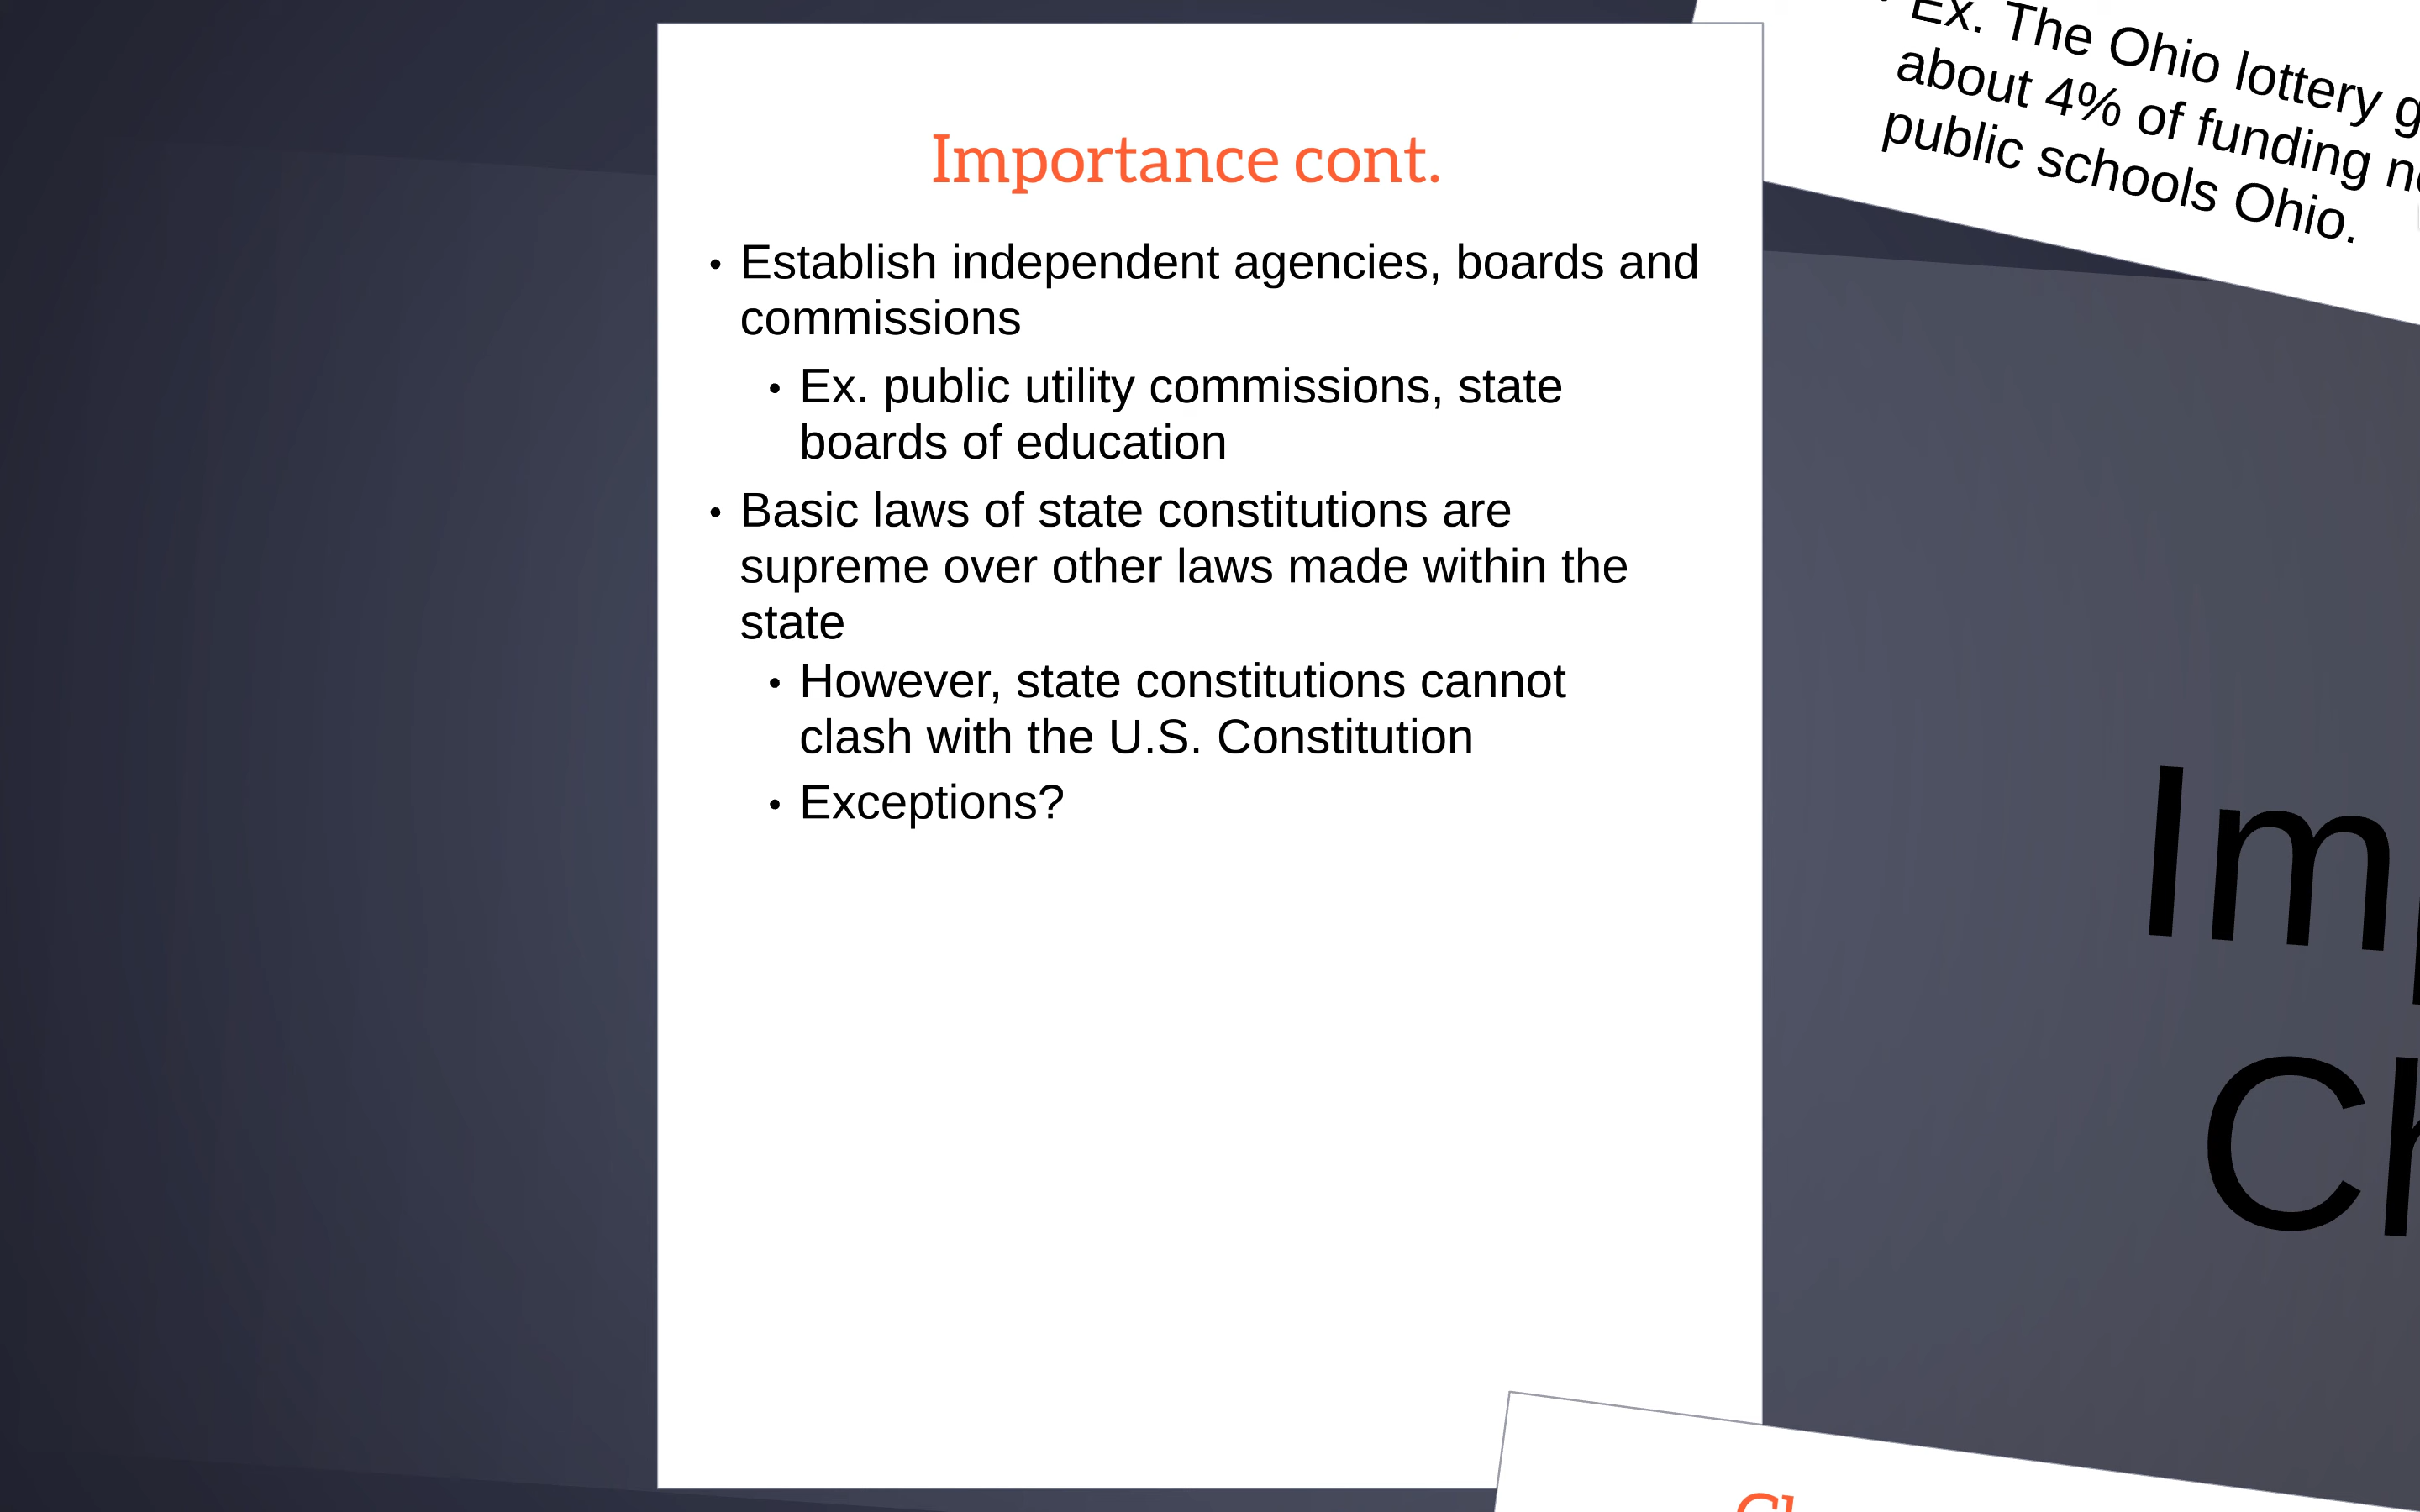 Importance cont.
• Establish independent agencies, boards and
commissions
• Ex. public utility commissions, state
boards of education
• Basic laws of state constitutions are
supreme over other laws made within the
state
• However, state constitutions cannot
clash with the U.S. Constitution
• Exceptions?
Ex. The Ohio lottery
about 4% of funding
public schools Ohio.